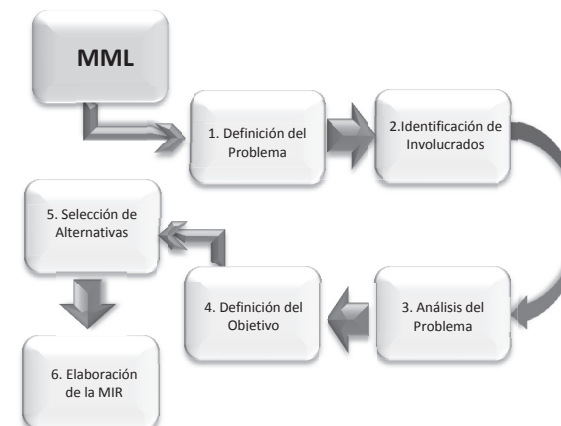 MML
1. Definición del
Problema
2.Identificación de
Involucrados
3. Análisis del
Problema
4. Definición del
Objetivo
5. Selección de
Alternativas
6. Elaboración
de la MIR